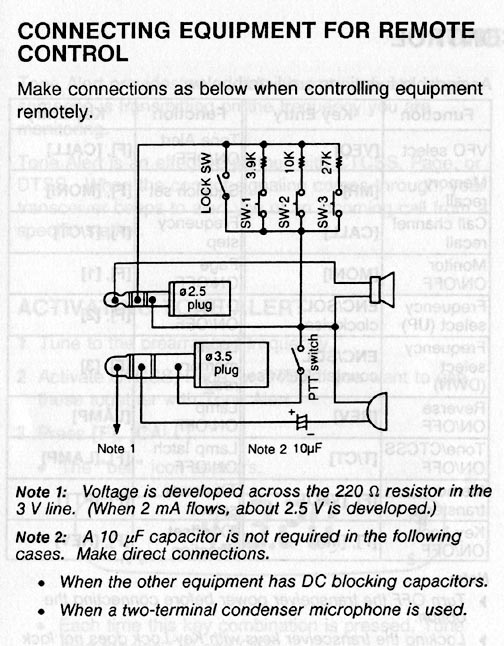 CONNECTING EQUIPMENT FOR REMOTE
CONTROL
Make connections as below when controlling equipment
remotely.
LOCK SW
3.9K
10K
27K
SW-1
SW-2
SW-3
ø2.5
plug
ø3.5
plug
PTT switch
+
−
Note 1
Note 2 10µF
Note 1: Voltage is developed across the 220 Ω resistor in the
3 V line. (When 2 mA flows, about 2.5 V is developed.)
Note 2: A 10 µF capacitor is not required in the following
cases. Make direct connections.
• When the other equipment has DC blocking capacitors.
• When a two-terminal condenser microphone is used.